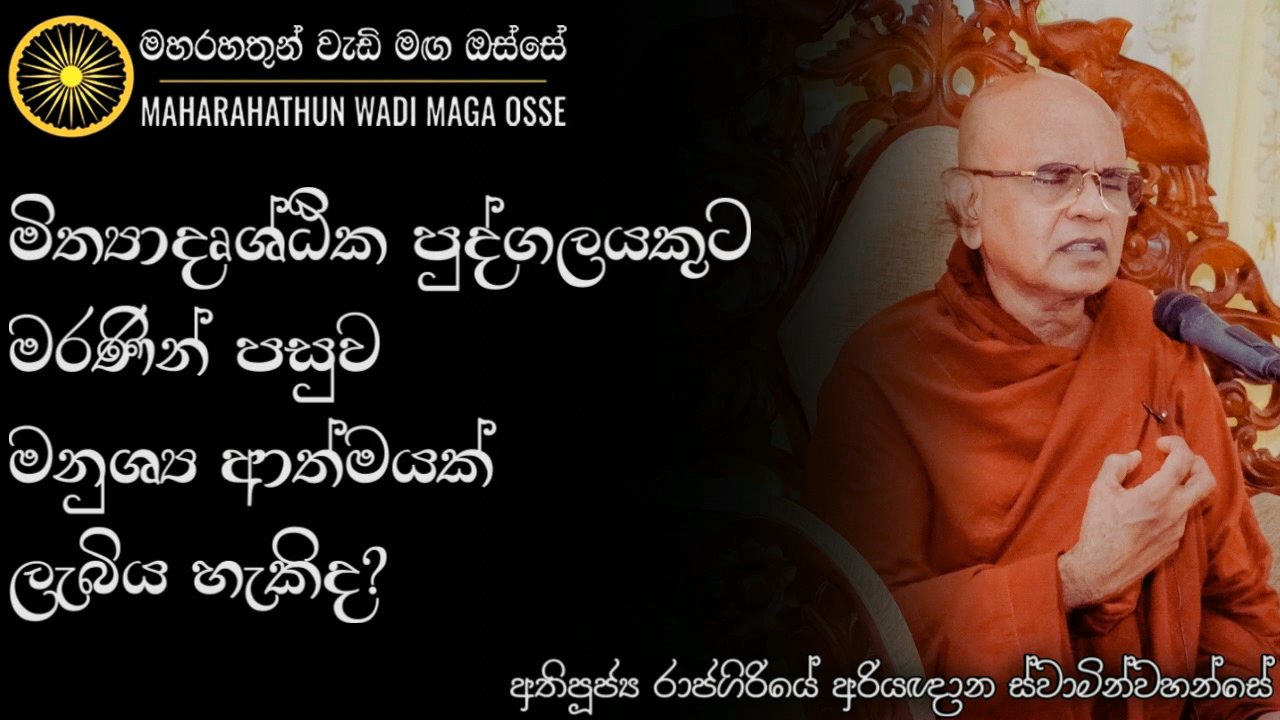 මහරහතුන් වැඩි මඟ ඔස්සේ
MAHARAHATHUN WADI MAGA OSSE
මිත්‍යාදෘශ්ඨික පුද්ගලයකුට
මරණින් පසුව
මනුශ්‍ය ආත්මයක්
ලැබිය හැකිද?
අතිපූජ්‍ය රාජගිරියේ අරියඥාන ස්වාමින්වහන්සේ